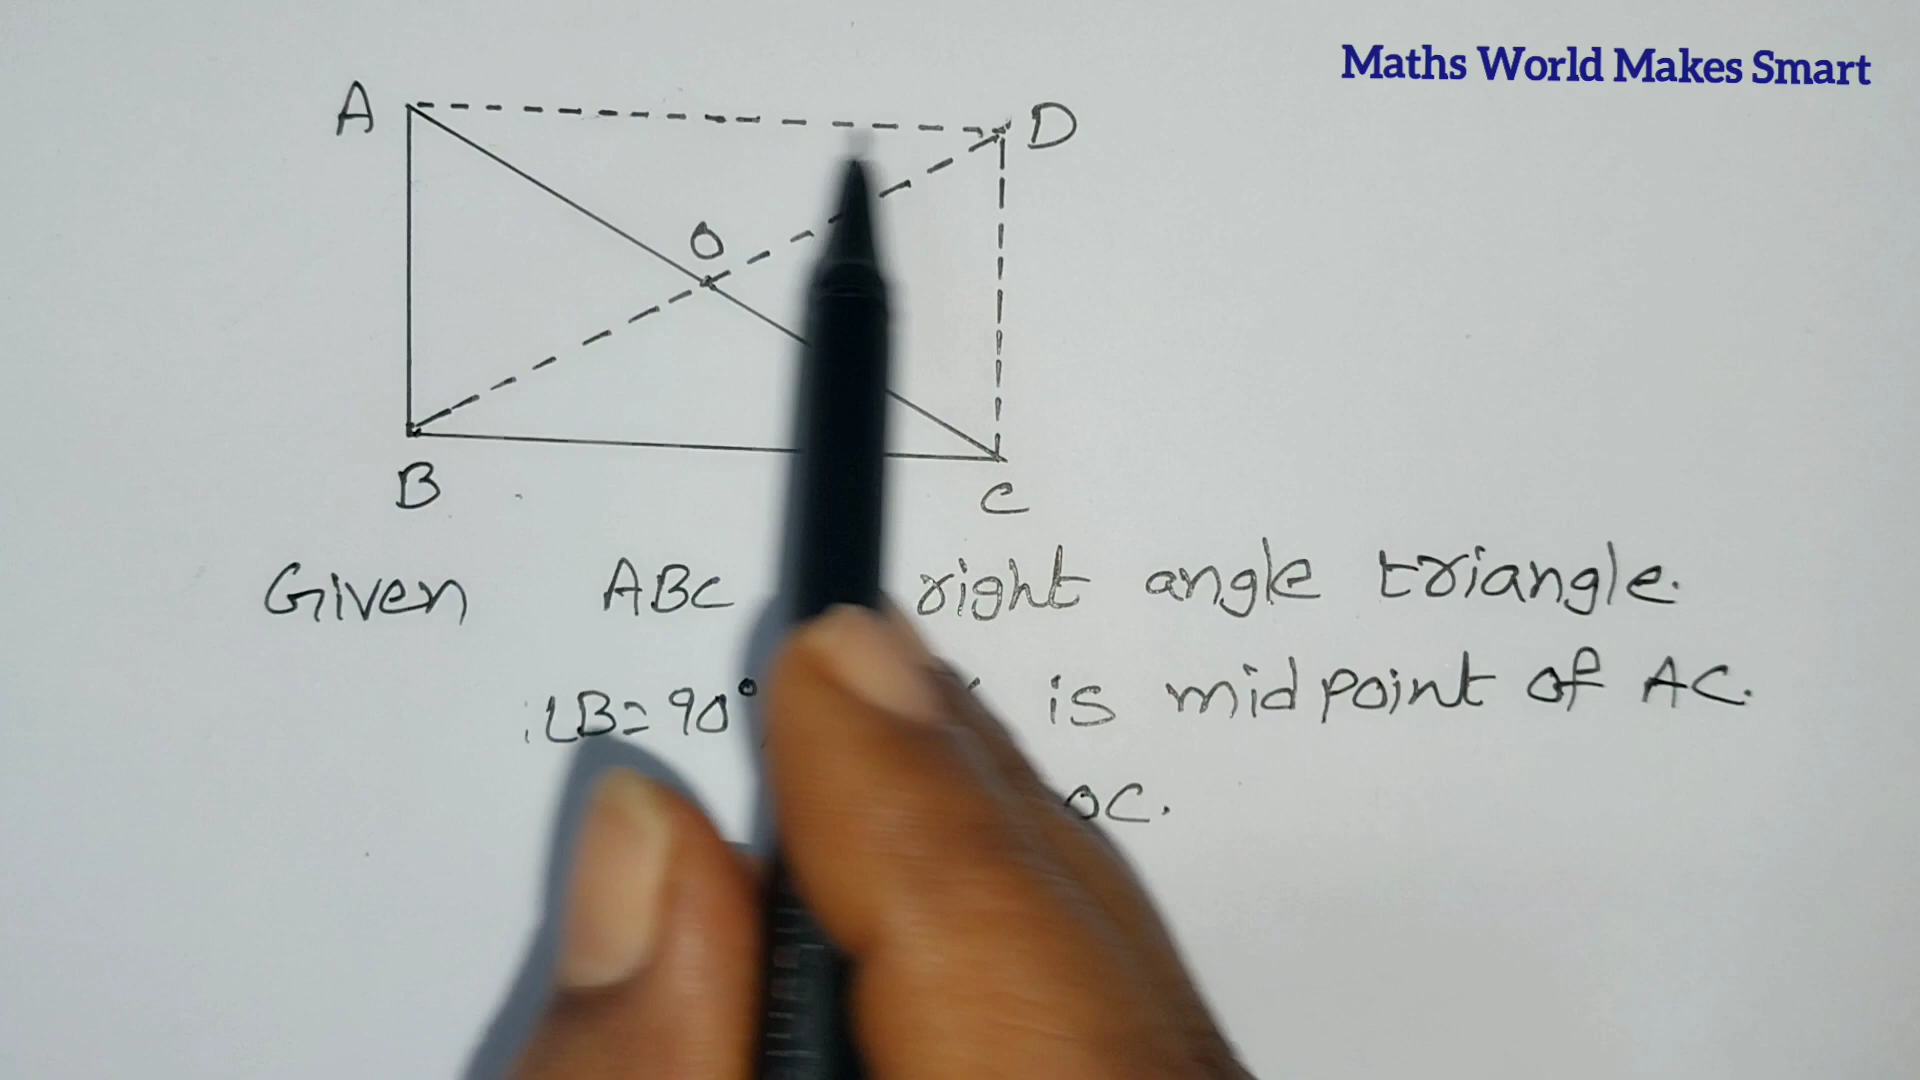 Maths World Makes Smart
A
D
O
B
C
Given ABC right angle triangle.
∠B=90° is midpoint of AC.
OC.